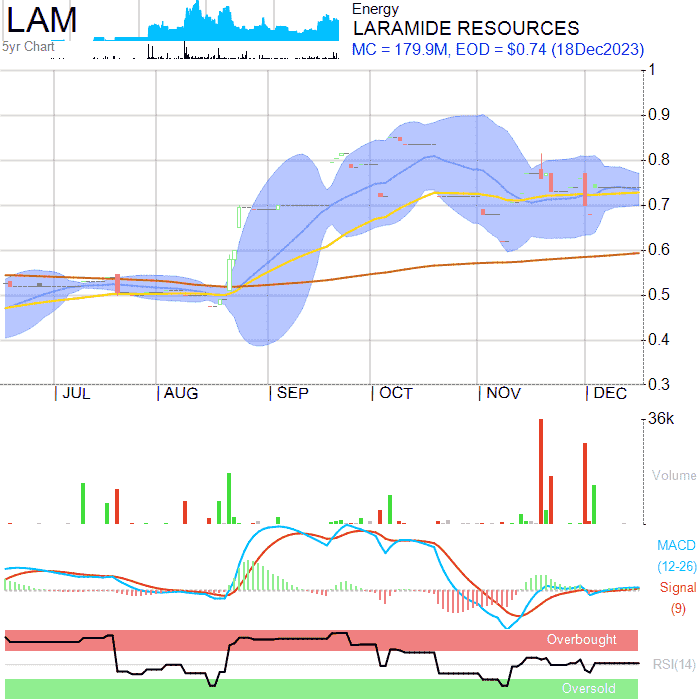 LAM
5yr Chart
Energy
LARAMIDE RESOURCES
MC = 179.9M, EOD = $0.74 (18Dec2023)
1
0.9
0.8
0.7
0.6
0.5
0.4
0.3
JUL AUG SEP OCT NOV DEC
36k
Volume
MACD
(12-26)
Signal
(9)
Overbought
RSI(14)
Oversold